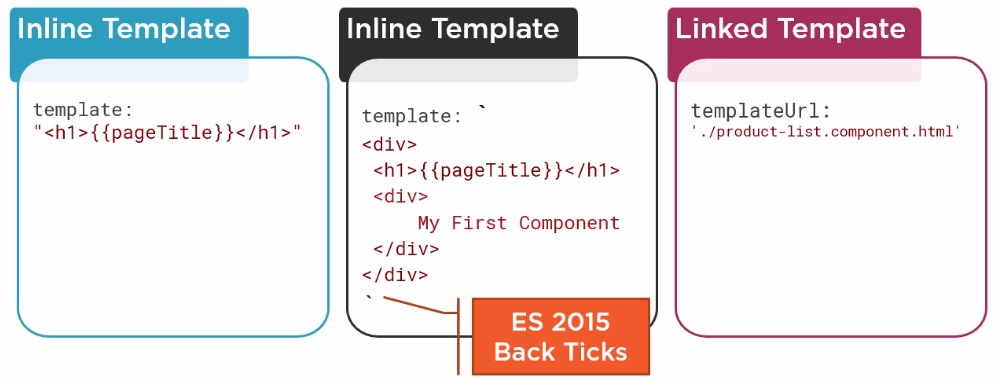 Inline Template
template:
"<h1>{{pageTitle}}</h1>"
Inline Template
template: `
<div>
<h1>{{pageTitle}}</h1>
<div>
My First Component
</div>
</div>
`
ES 2015
Back Ticks
Linked Template
templateUrl:
'./product-list.component.html'